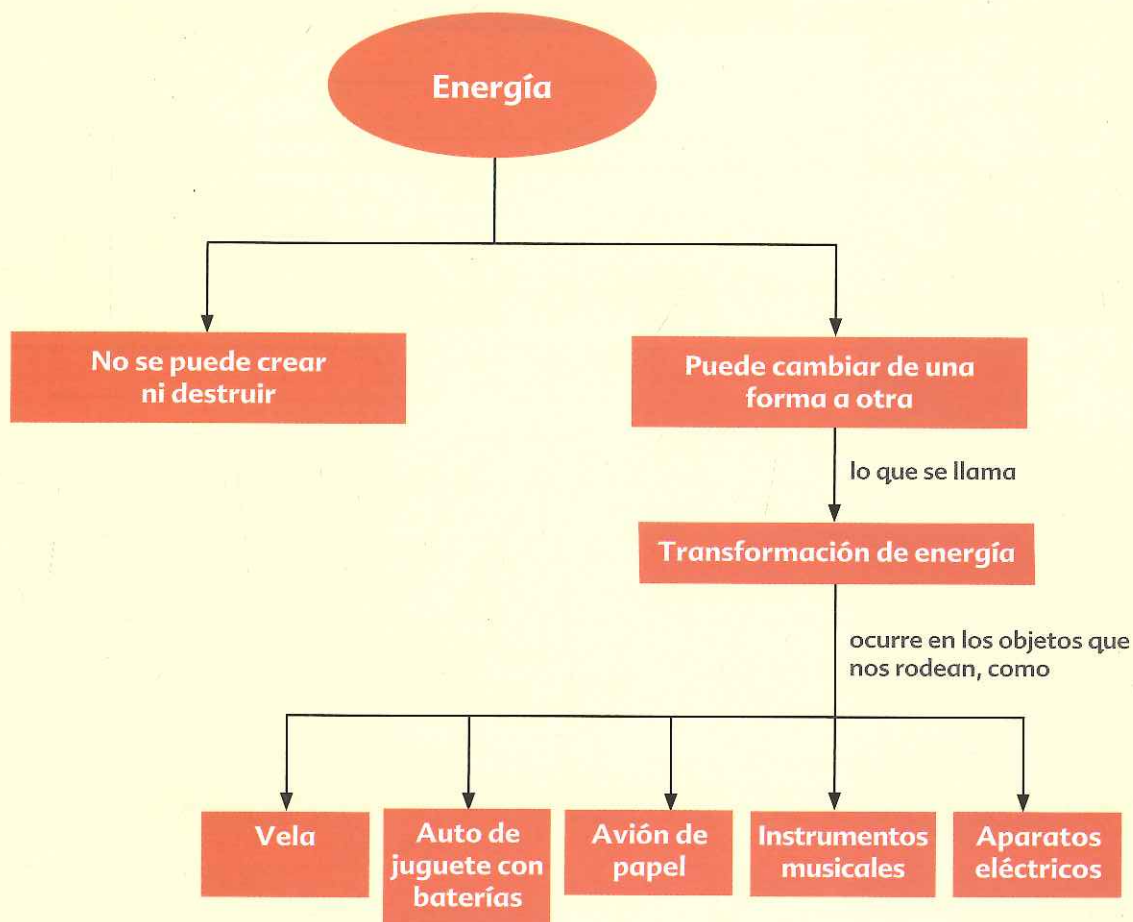 Energía
No se puede crear
ni destruir
Puede cambiar de una
forma a otra
lo que se llama
Transformación de energía
ocurre en los objetos que
nos rodean, como
Vela
Auto de
juguete con
baterías
Avión de
papel
Instrumentos
musicales
Aparatos
eléctricos